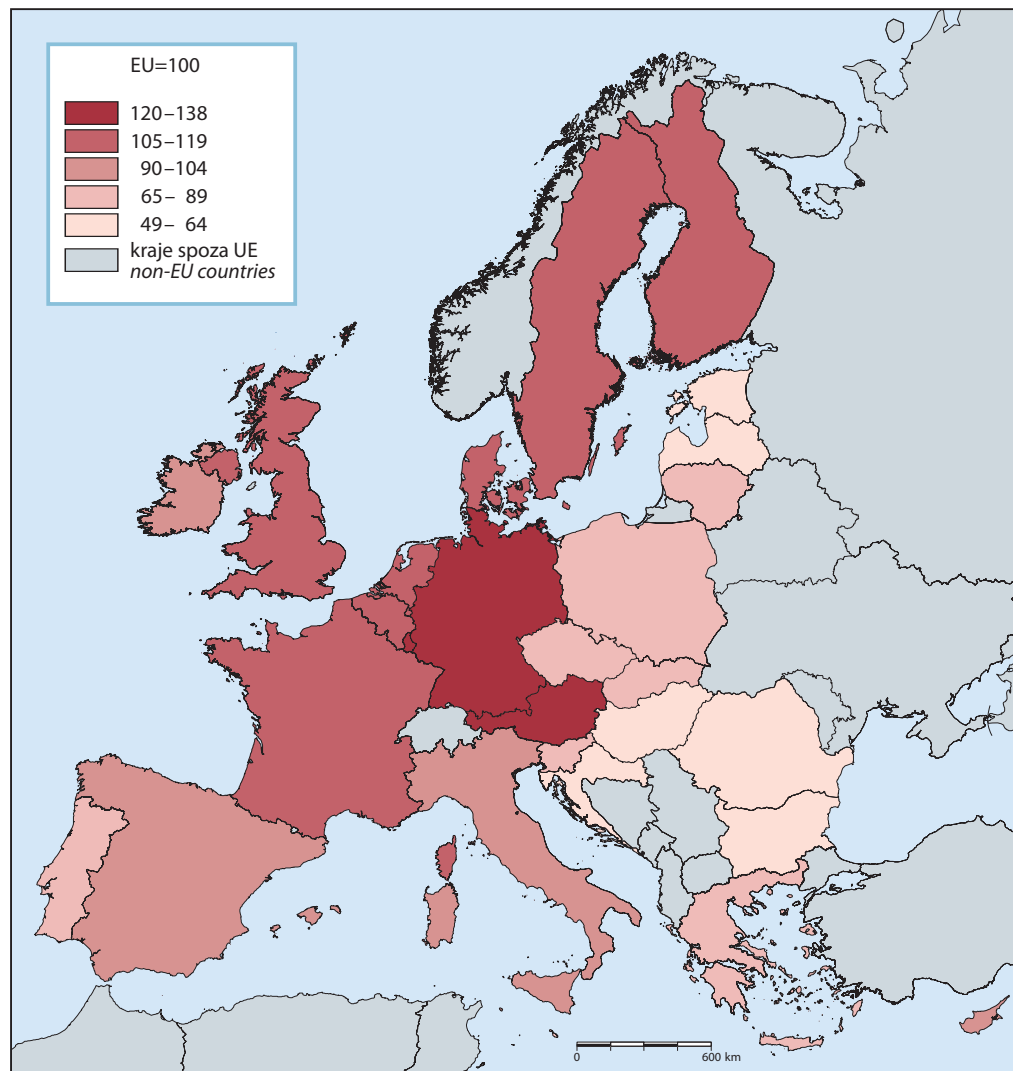 EU=100
120–138
105–119
90–104
65– 89
49– 64
kraje spoza UE
non-EU countries
0 600 km